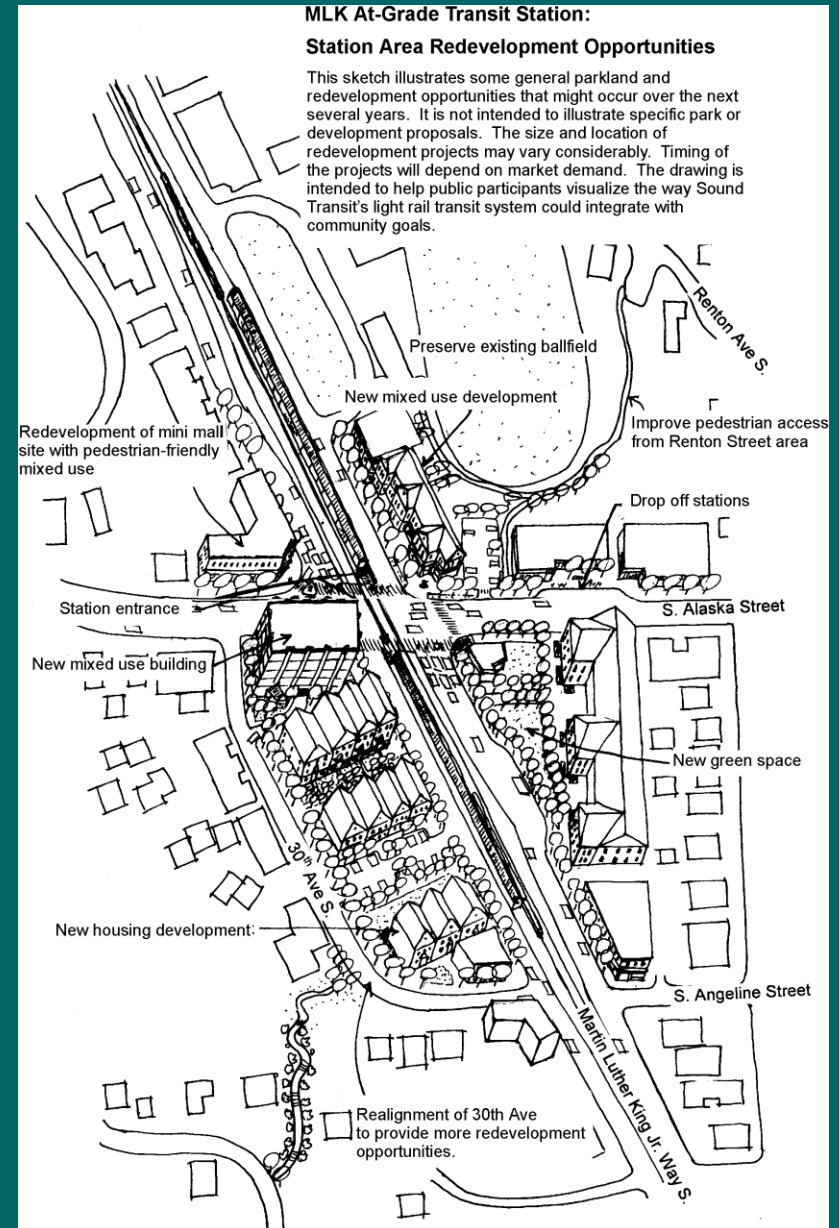 MLK At-Grade Transit Station:
Station Area Redevelopment Opportunities
This sketch illustrates some general parkland and
redevelopment opportunities that might occur over the next
several years. It is not intended to illustrate specific park or
development proposals. The size and location of
redevelopment projects may vary considerably. Timing of
the projects will depend on market demand. The drawing is
intended to help public participants visualize the way Sound
Transit's light rail transit system could integrate with
community goals.
Renton Ave S.
Preserve existing ballfield
New mixed use development
Improve pedestrian access
from Renton Street area
Redevelopment of mini mall
site with pedestrian-friendly
mixed use
Drop off stations
Station entrance
S. Alaska Street
New mixed use building
New green space
30th Ave S.
New housing development:
S. Angeline Street
Martin Luther King Jr. Way S.
Realignment of 30th Ave
to provide more redevelopment
opportunities.